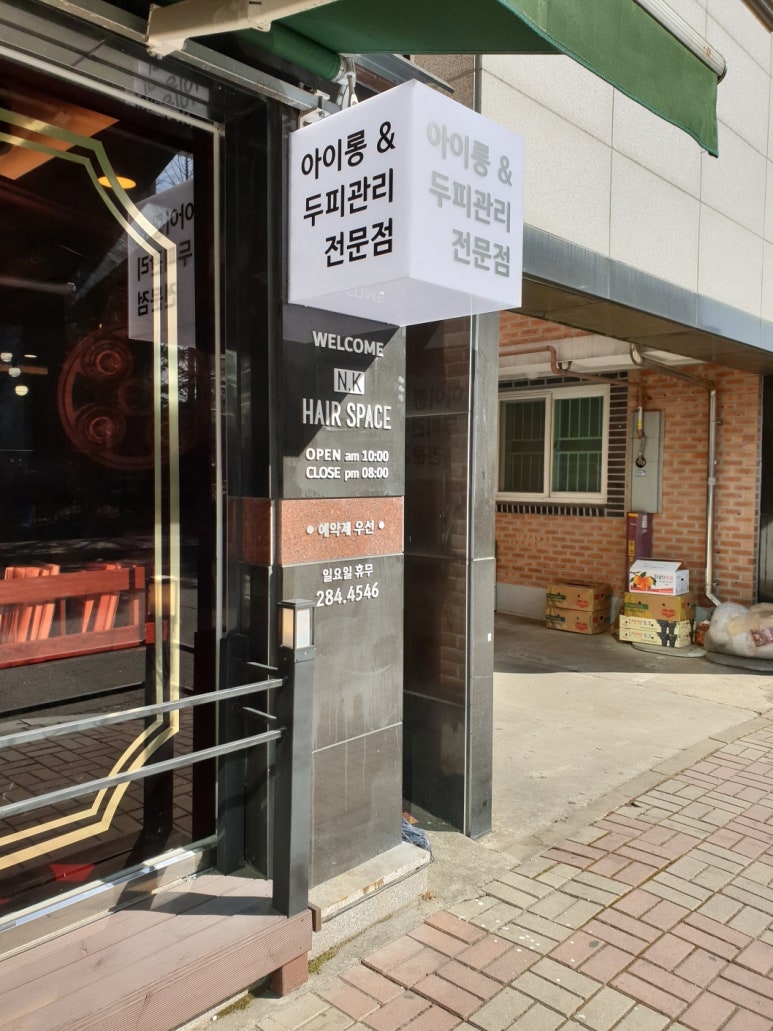 아이롱 &
두피관리
전문점
아이롱 &
두피관리
전문점
WELCOME
N.K
HAIR SPACE
OPEN am 10:00
CLOSE pm 08:00
• 예약제 우선 •
일요일 휴무
284.4546